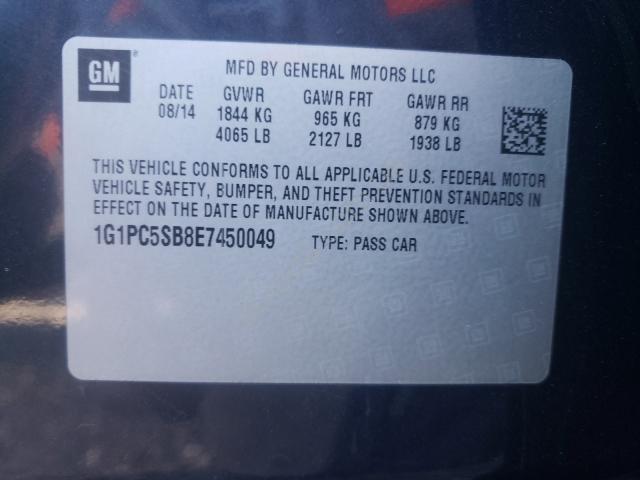 GM
®
MFD BY GENERAL MOTORS LLC
DATE GVWR GAWR FRT GAWR RR
08/14 1844 KG 965 KG 879 KG
4065 LB 2127 LB 1938 LB
THIS VEHICLE CONFORMS TO ALL APPLICABLE U.S. FEDERAL MOTOR
VEHICLE SAFETY, BUMPER, AND THEFT PREVENTION STANDARDS IN
EFFECT ON THE DATE OF MANUFACTURE SHOWN ABOVE.
1G1PC5SB8E7450049 TYPE: PASS CAR